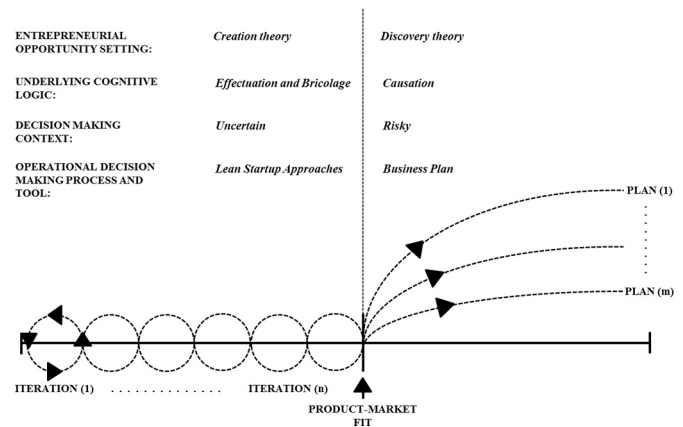 ENTREPRENEURIAL
OPPORTUNITY SETTING:
Creation theory
Discovery theory
UNDERLYING COGNITIVE
LOGIC:
Effectuation and Bricolage
Causation
DECISION MAKING
CONTEXT:
Uncertain
Risky
OPERATIONAL DECISION
MAKING PROCESS AND
TOOL:
Lean Startup Approaches
Business Plan
PLAN (1)
PLAN (m)
ITERATION (1) . . . . . . . . . . . . . . ITERATION (n)
PRODUCT-MARKET
FIT